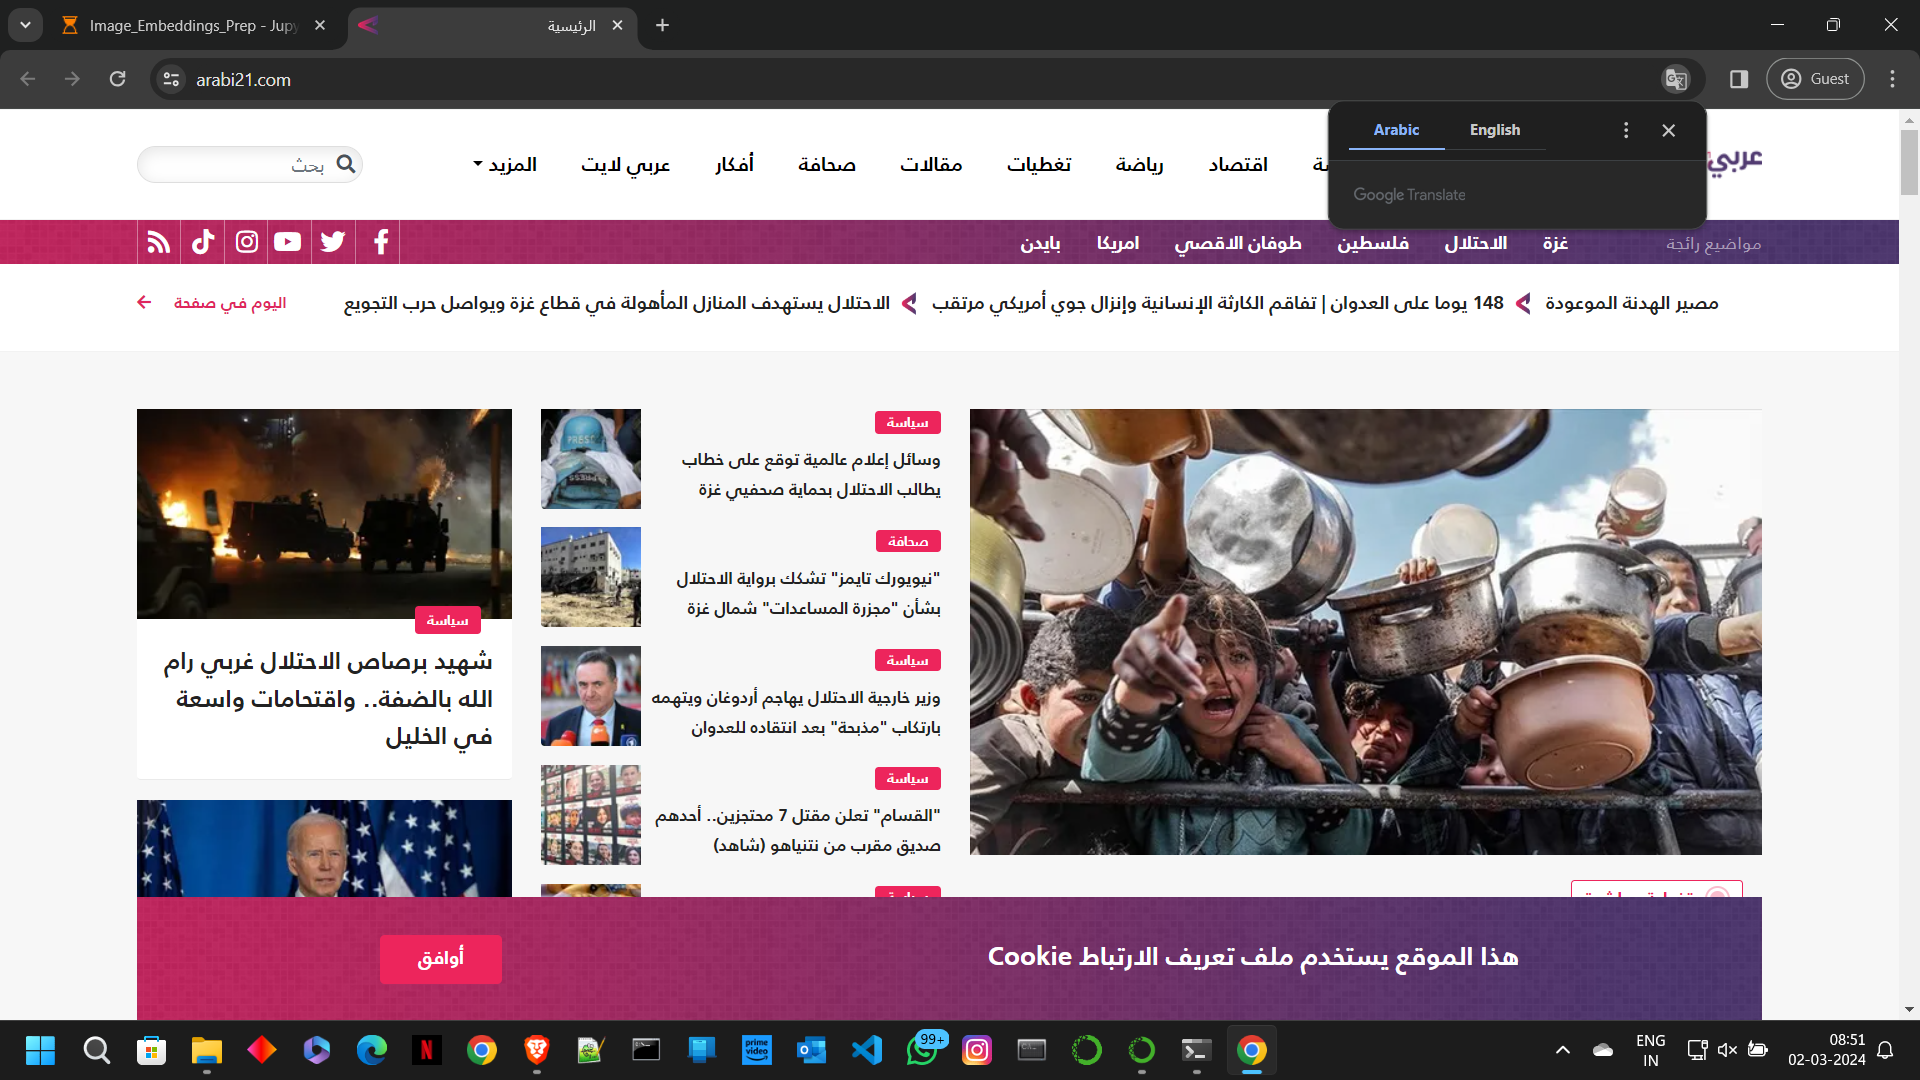 Image_Embeddings_Prep - Jupy
الرئيسية
arabi21.com
Guest
Arabic
English
Google Translate
عربي
اقتصاد
رياضة
تغطيات
مقالات
صحافة
أفكار
عربي لايت
المزيد
بحث
مواضيع رائجة
غزة
الاحتلال
فلسطين
طوفان الاقصي
امريكا
بايدن
مصير الهدنة الموعودة
148 يوما على العدوان | تفاقم الكارثة الإنسانية وإنزال جوي أمريكي مرتقب
الاحتلال يستهدف المنازل المأهولة في قطاع غزة ويواصل حرب التجويع
اليوم في صفحة
سياسة
وسائل إعلام عالمية توقع على خطاب
يطالب الاحتلال بحماية صحفيي غزة
PRESS
صحافة
"نيويورك تايمز" تشكك برواية الاحتلال
بشأن "مجزرة المساعدات" شمال غزة
سياسة
وزير خارجية الاحتلال يهاجم أردوغان ويتهمه
بارتكاب "مذبحة" بعد انتقاده للعدوان
سياسة
"القسام" تعلن مقتل 7 محتجزين.. أحدهم
صديق مقرب من نتنياهو (شاهد)
سياسة
شهيد برصاص الاحتلال غربي رام
الله بالضفة.. واقتحامات واسعة
في الخليل
هذا الموقع يستخدم ملف تعريف الارتباط Cookie
أوافق
prime video
99+
ENG
IN
08:51
02-03-2024